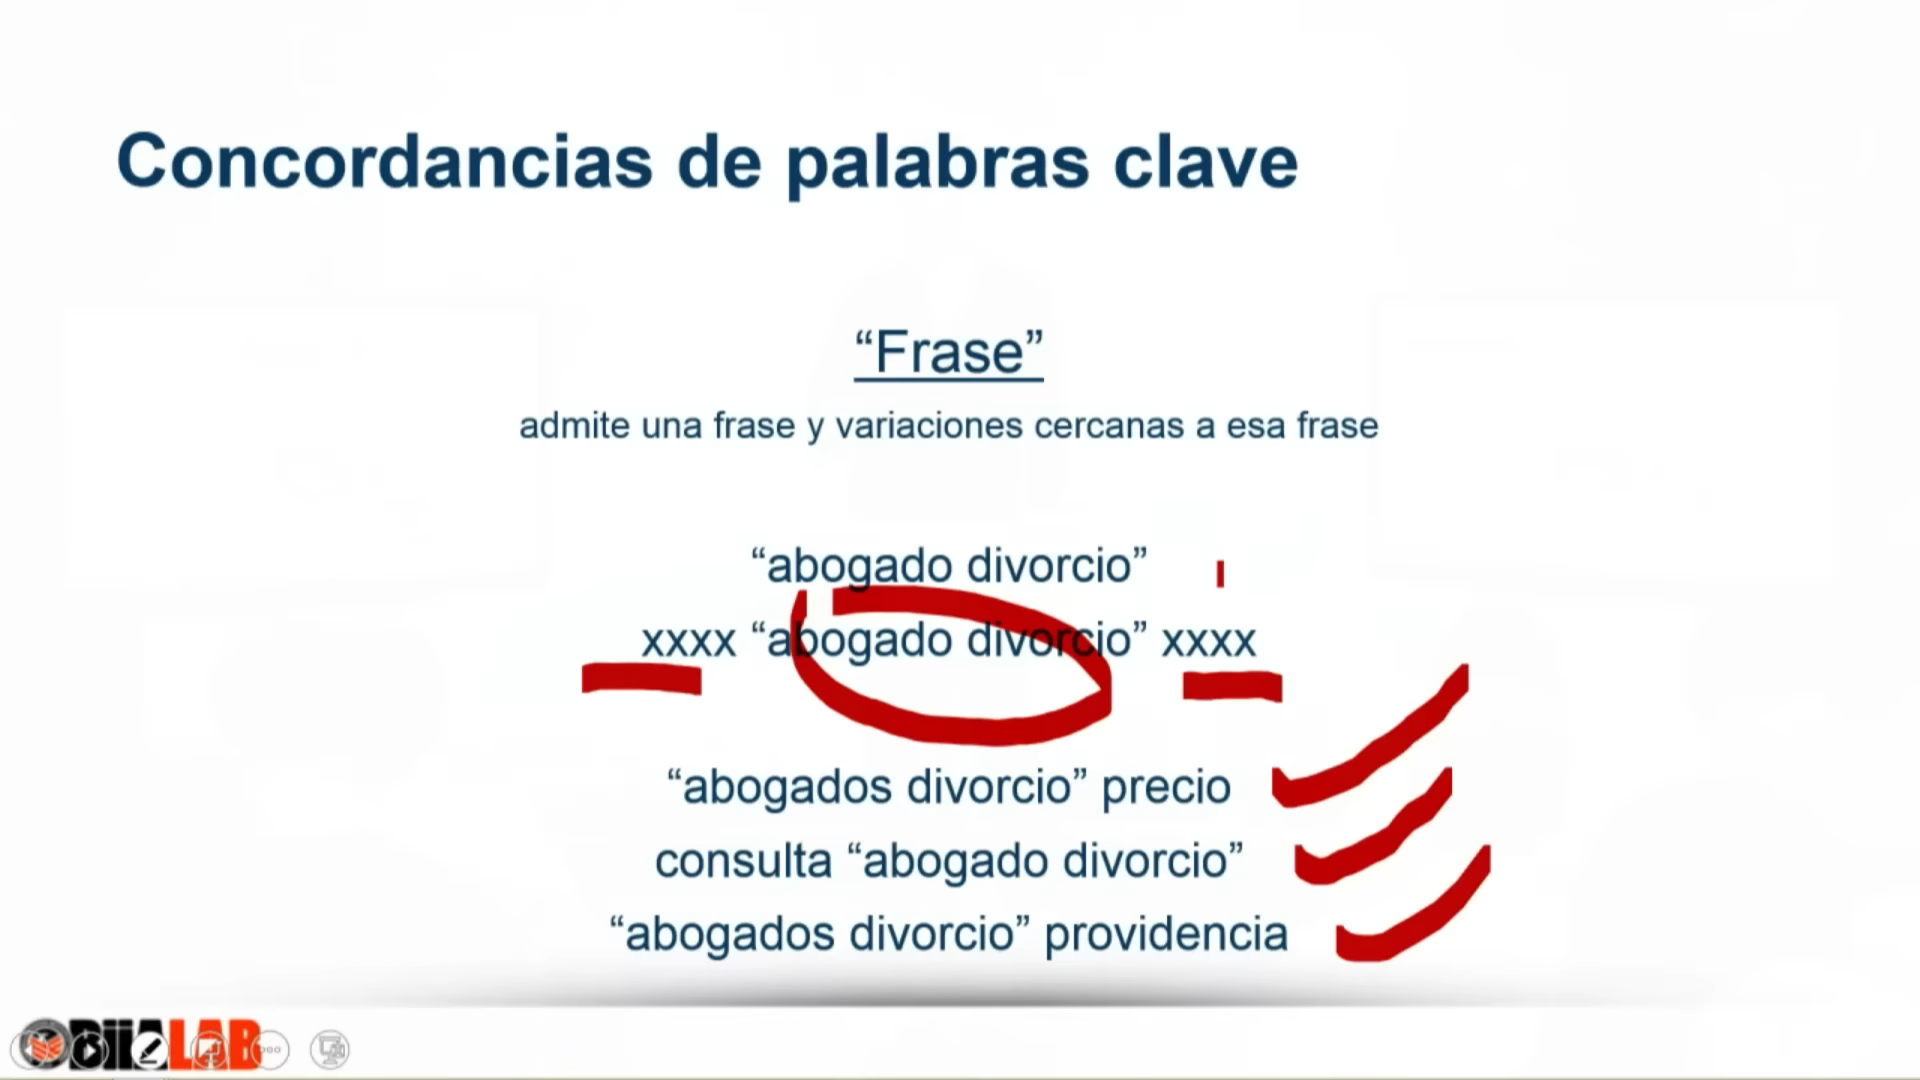 Concordancias de palabras clave
“Frase”
admite una frase y variaciones cercanas a esa frase
“abogado divorcio”
xxxx “abogado divorcio” xxxx
“abogados divorcio” precio
consulta “abogado divorcio”
“abogados divorcio” providencia
BiiALAB